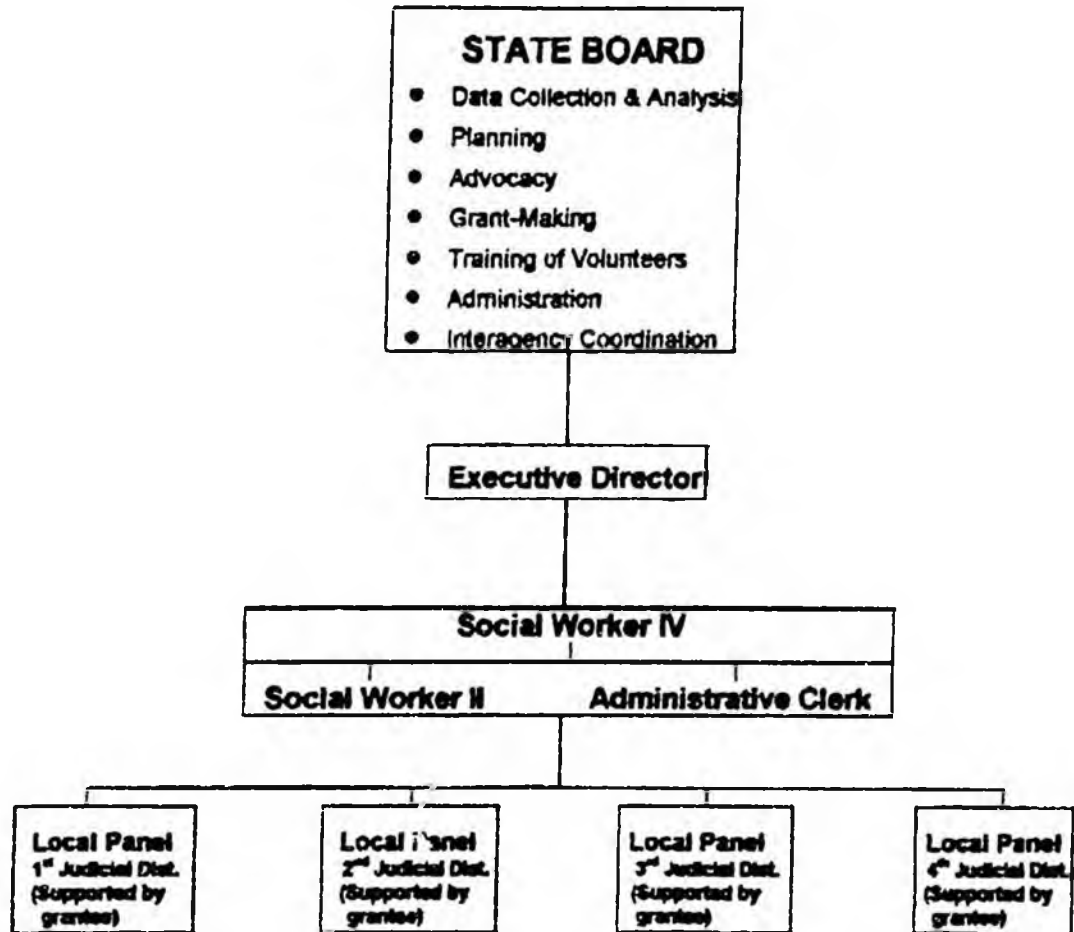 STATE BOARD
• Data Collection & Analysis
• Planning
• Advocacy
• Grant-Making
• Training of Volunteers
• Administration
• Interagency Coordination
Executive Director
Social Worker IV
Social Worker II Administrative Clerk
Local Panel
1st Judicial Dist.
(Supported by
grantee)
Local Panel
2nd Judicial Dist.
(Supported by
grantee)
Local Panel
3rd Judicial Dist.
(Supported by
grantee)
Local Panel
4th Judicial Dist.
(Supported by
grantee)